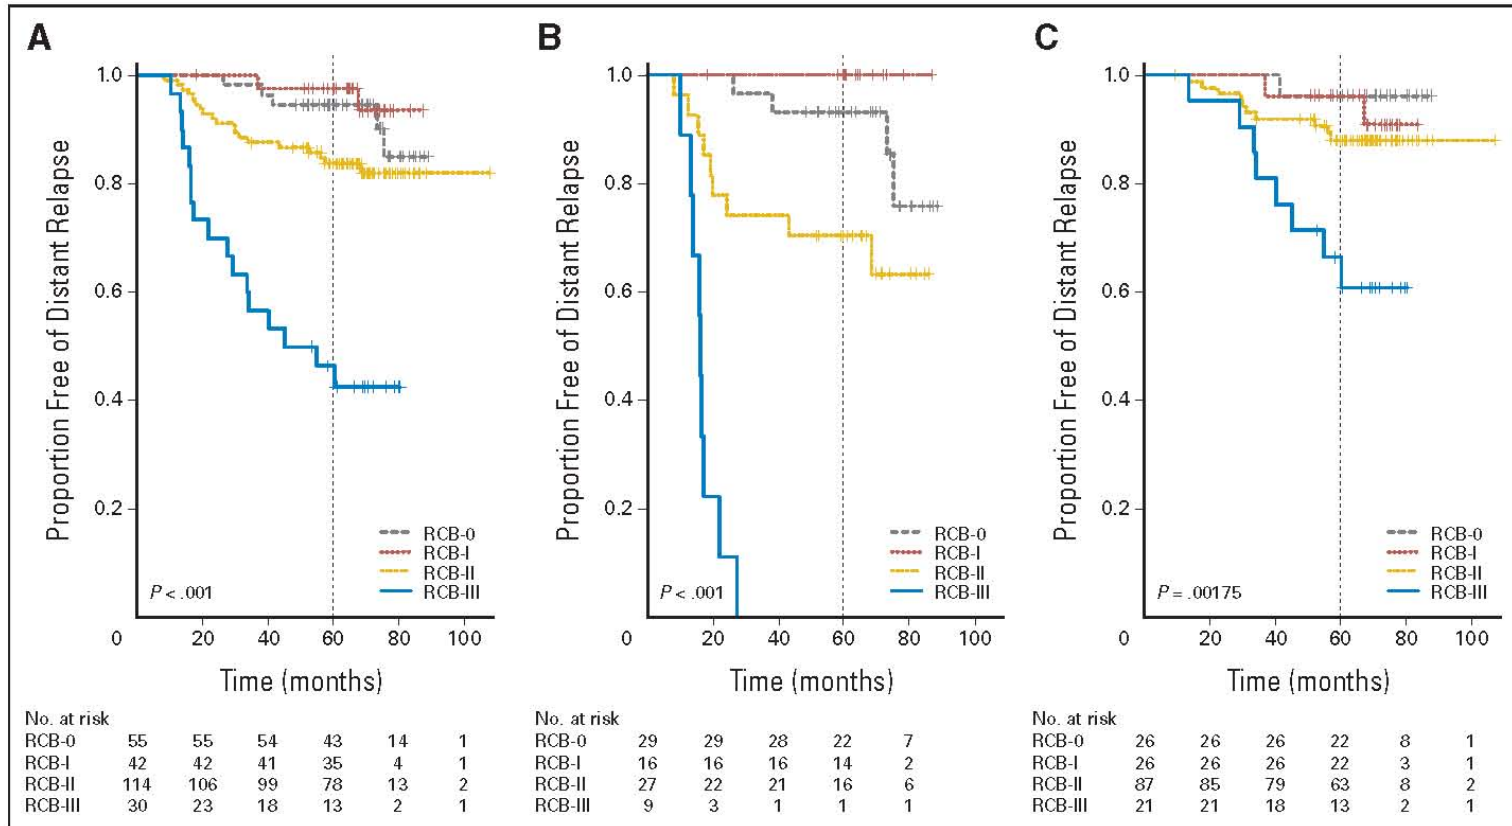 A
Proportion Free of Distant Relapse
1.0
0.8
0.6
0.4
0.2
0
20
40
60
80
100
Time (months)
RCB-0
RCB-I
RCB-II
RCB-III
P < .001
No. at risk
RCB-0 55 55 54 43 14 1
RCB-I 42 42 41 35 4 1
RCB-II 114 106 99 78 13 2
RCB-III 30 23 18 13 2 1
B
Proportion Free of Distant Relapse
1.0
0.8
0.6
0.4
0.2
0
20
40
60
80
100
Time (months)
RCB-0
RCB-I
RCB-II
RCB-III
P < .001
No. at risk
RCB-0 29 29 28 22 7
RCB-I 16 16 16 14 2
RCB-II 27 22 21 16 6
RCB-III 9 3 1 1 1
C
Proportion Free of Distant Relapse
1.0
0.8
0.6
0.4
0.2
0
20
40
60
80
100
Time (months)
RCB-0
RCB-I
RCB-II
RCB-III
P = .00175
No. at risk
RCB-0 26 26 26 22 8 1
RCB-I 26 26 26 22 3 1
RCB-II 87 85 79 63 8 2
RCB-III 21 21 18 13 2 1